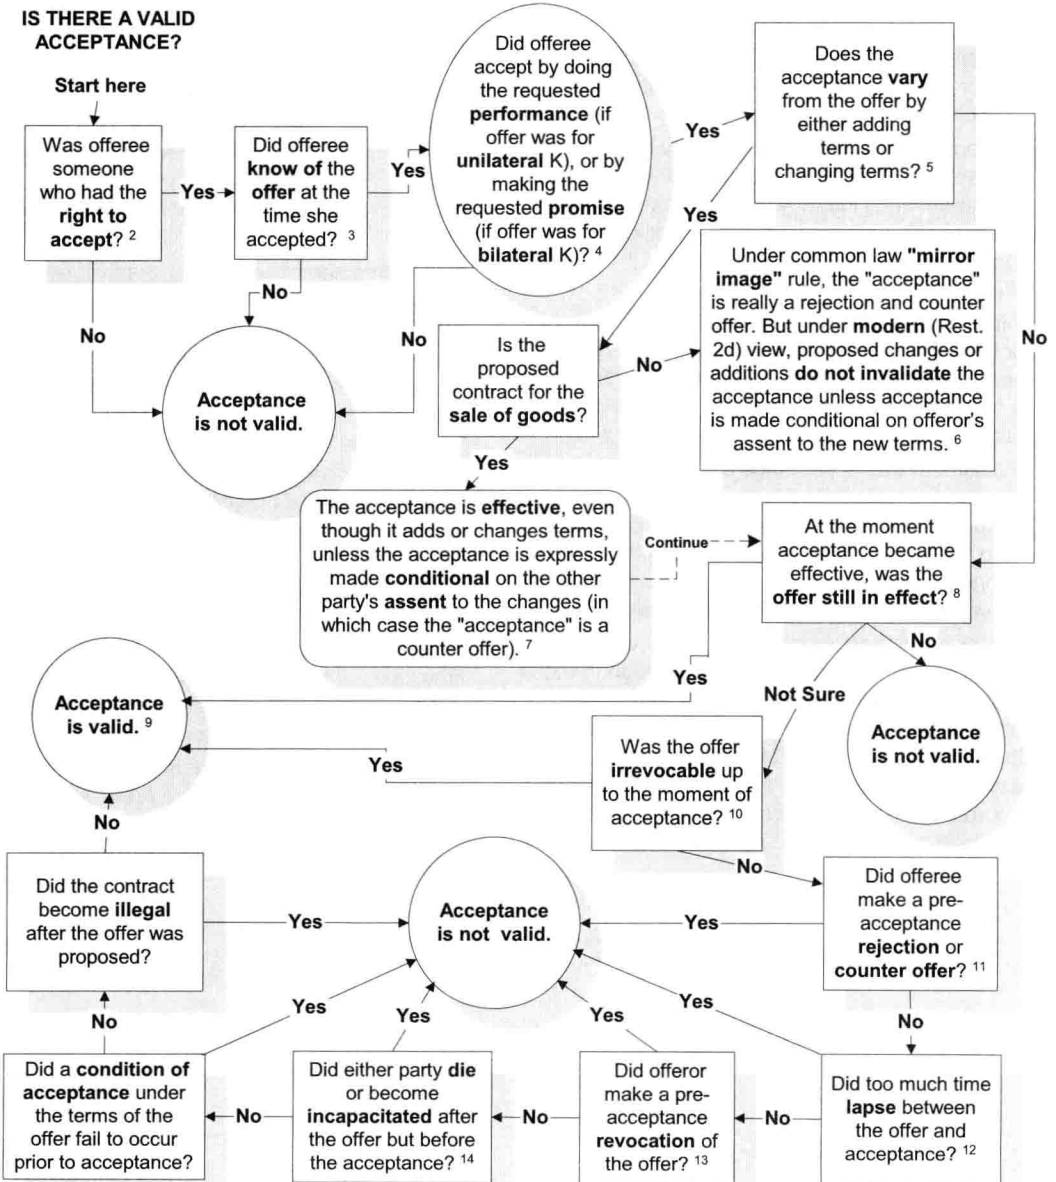 IS THERE A VALID
ACCEPTANCE?
Start here
Was offeree
someone
who had the
right to
accept? 2
Yes
No
Did offeree
know of the
offer at the
time she
accepted? 3
Yes
No
Did offeree
accept by doing
the requested
performance (if
offer was for
unilateral K), or by
making the
requested promise
(if offer was for
bilateral K)? 4
Yes
No
Acceptance
is not valid.
Does the
acceptance vary
from the offer by
either adding
terms or
changing terms? 5
Yes
No
Is the
proposed
contract for the
sale of goods?
No
Yes
Under common law "mirror
image" rule, the "acceptance"
is really a rejection and counter
offer. But under modern (Rest.
2d) view, proposed changes or
additions do not invalidate the
acceptance unless acceptance
is made conditional on offeror's
assent to the new terms. 6
The acceptance is effective, even
though it adds or changes terms,
unless the acceptance is expressly
made conditional on the other
party's assent to the changes (in
which case the "acceptance" is a
counter offer). 7
Continue
At the moment
acceptance became
effective, was the
offer still in effect? 8
Yes
Not Sure
No
Acceptance
is valid. 9
Acceptance
is not valid.
Was the offer
irrevocable up
to the moment of
acceptance? 10
Yes
No
Did offeree
make a pre-
acceptance
rejection or
counter offer? 11
Yes
No
Acceptance
is not valid.
Did too much time
lapse between
the offer and
acceptance? 12
Yes
No
Did offeror
make a pre-
acceptance
revocation of
the offer? 13
Yes
No
Did either party die
or become
incapacitated after
the offer but before
the acceptance? 14
Yes
No
Did a condition of
acceptance under
the terms of the
offer fail to occur
prior to acceptance?
Yes
No
Did the contract
become illegal
after the offer was
proposed?
Yes
No